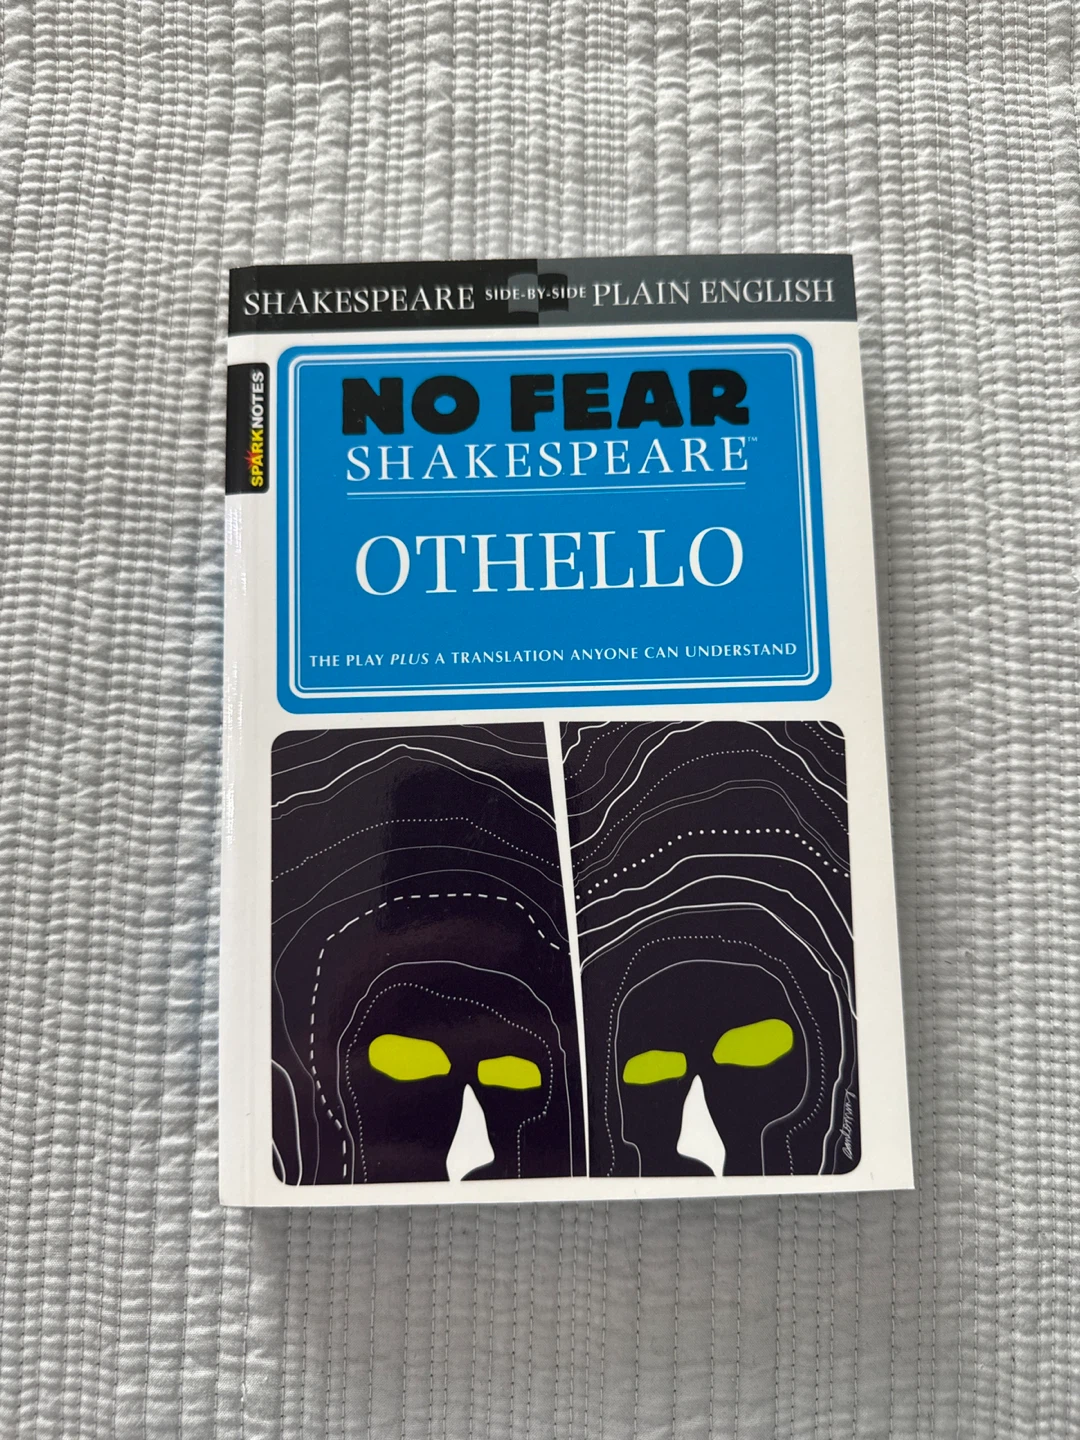 SHAKESPEARE SIDE-BY-SIDE PLAIN ENGLISH
SPARKNOTES
NO FEAR
SHAKESPEARE™
OTHELLO
THE PLAY PLUS A TRANSLATION ANYONE CAN UNDERSTAND